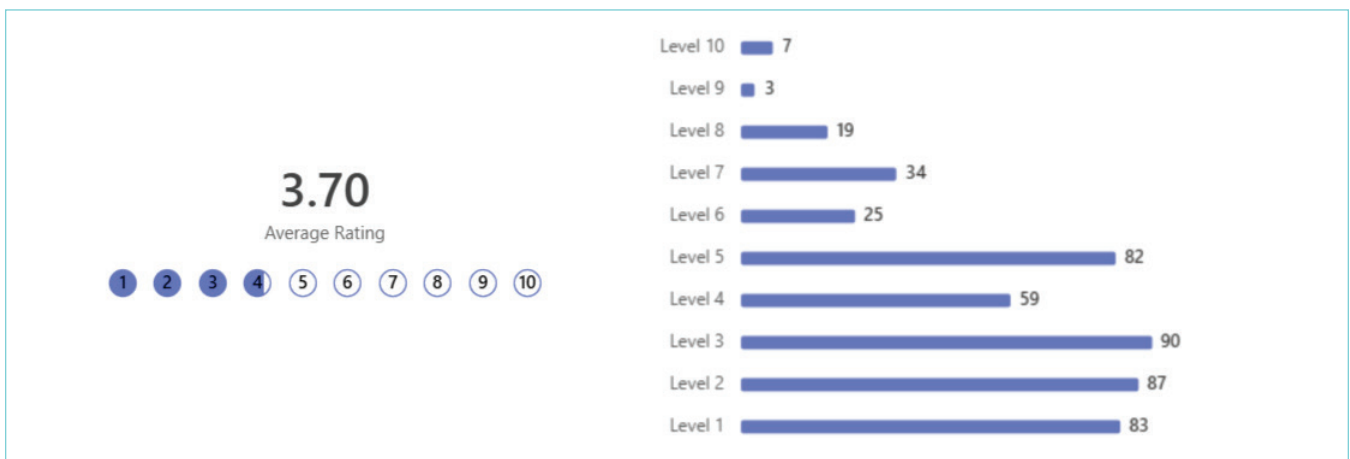 3.70
Average Rating
1 2 3 4 5 6 7 8 9 10
Level 10 7
Level 9 3
Level 8 19
Level 7 34
Level 6 25
Level 5 82
Level 4 59
Level 3 90
Level 2 87
Level 1 83